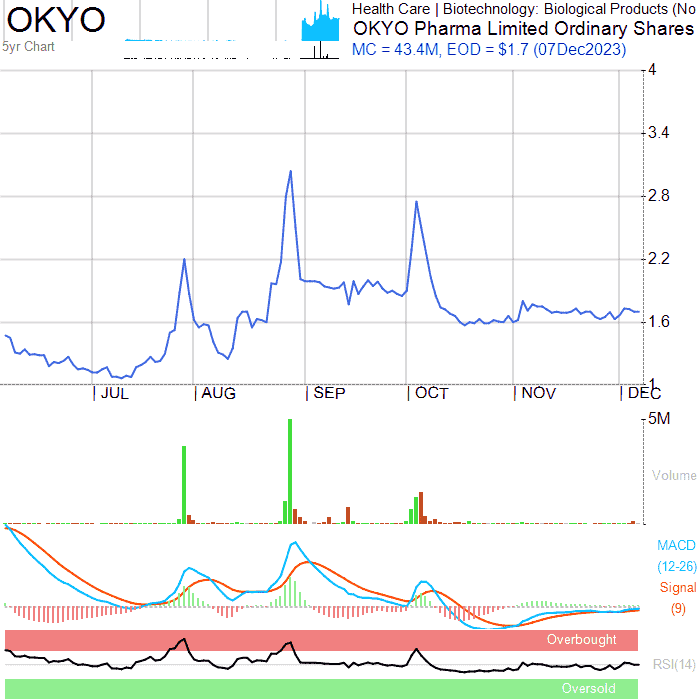 OKYO
5yr Chart
Health Care | Biotechnology: Biological Products (No
OKYO Pharma Limited Ordinary Shares
MC = 43.4M, EOD = $1.7 (07Dec2023)
4
3.4
2.8
2.2
1.6
1
JUL AUG SEP OCT NOV DEC
5M
Volume
MACD
(12-26)
Signal
(9)
Overbought
RSI(14)
Oversold